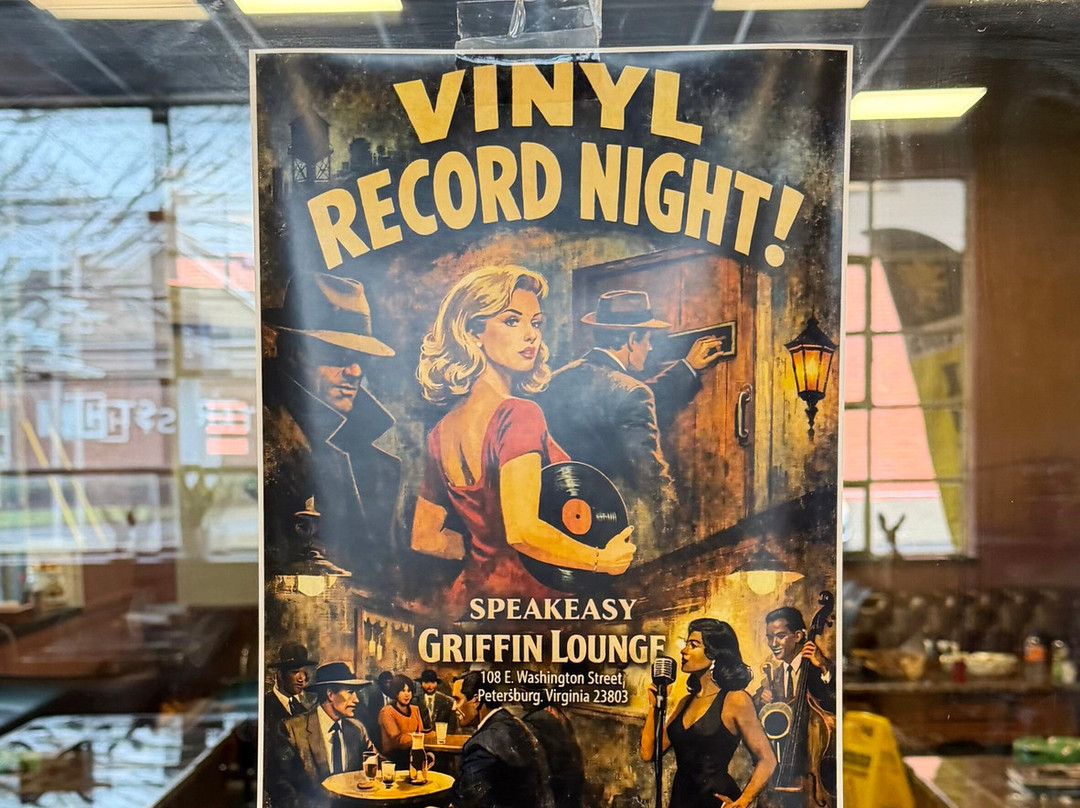 VINYL
RECORD NIGHT!
SPEAKEASY
GRIFFIN LOUNGE
108 E. Washington Street,
Petersburg, Virginia 23803